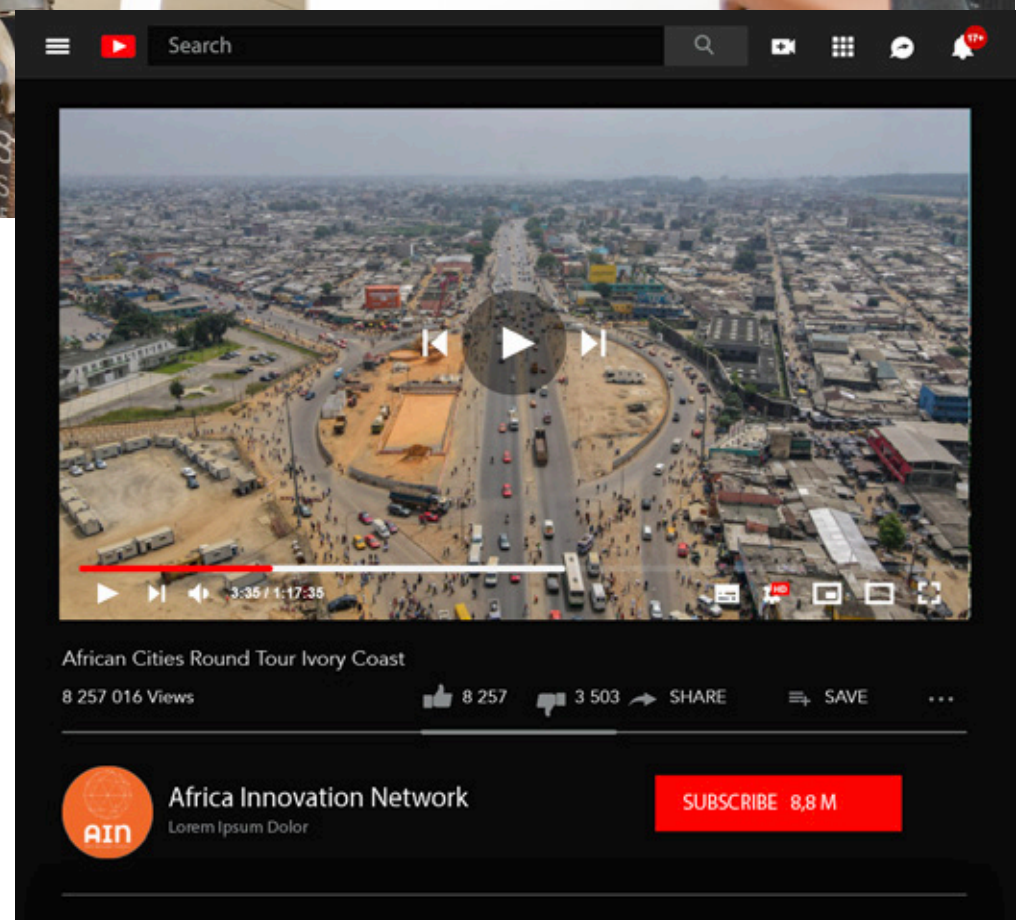 Search
17+
3:35 / 1:17:35
HD
African Cities Round Tour Ivory Coast
8 257 016 Views
8 257
3 503
SHARE
SAVE
AIN
Africa Innovation Network
Lorem Ipsum Dolor
SUBSCRIBE 8,8 M